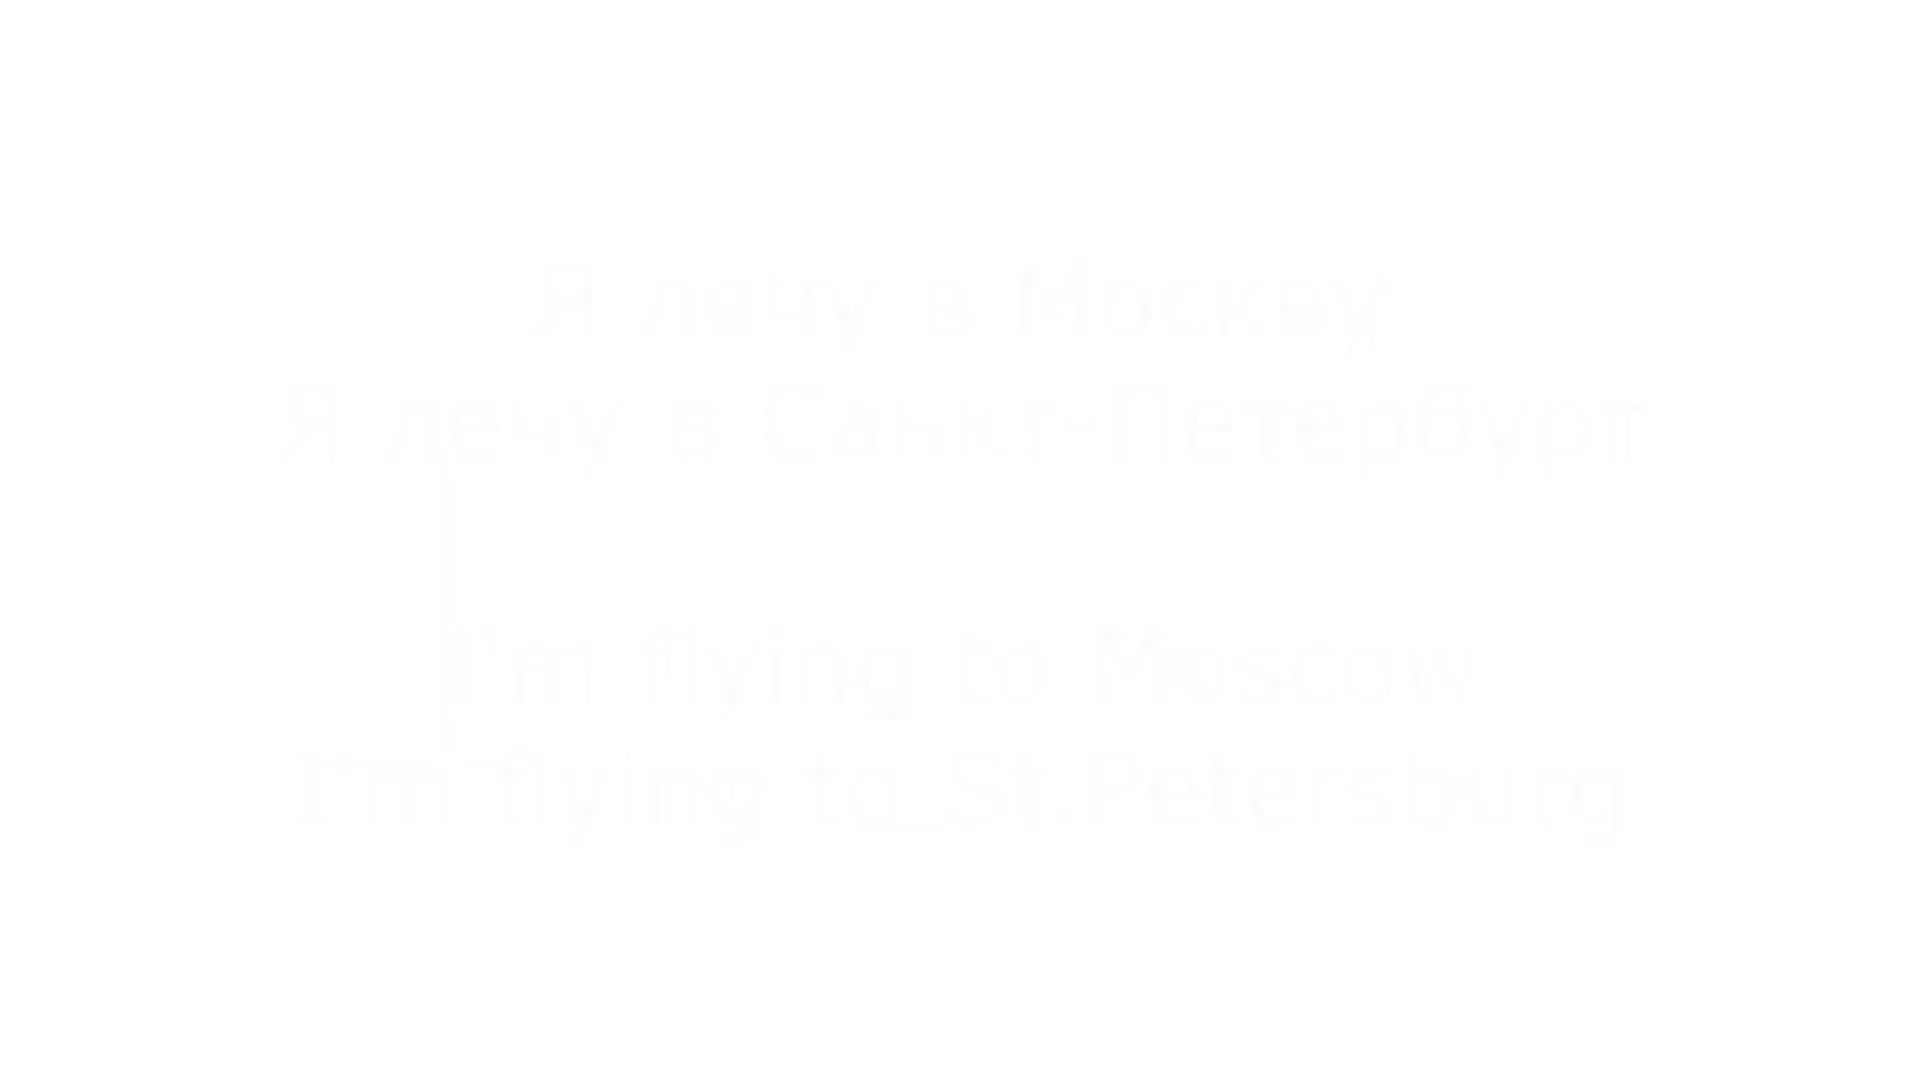 Я лечу в Москву
Я лечу в Санкт-Петербург
I'm flying to Moscow
I'm flying to St.Petersburg